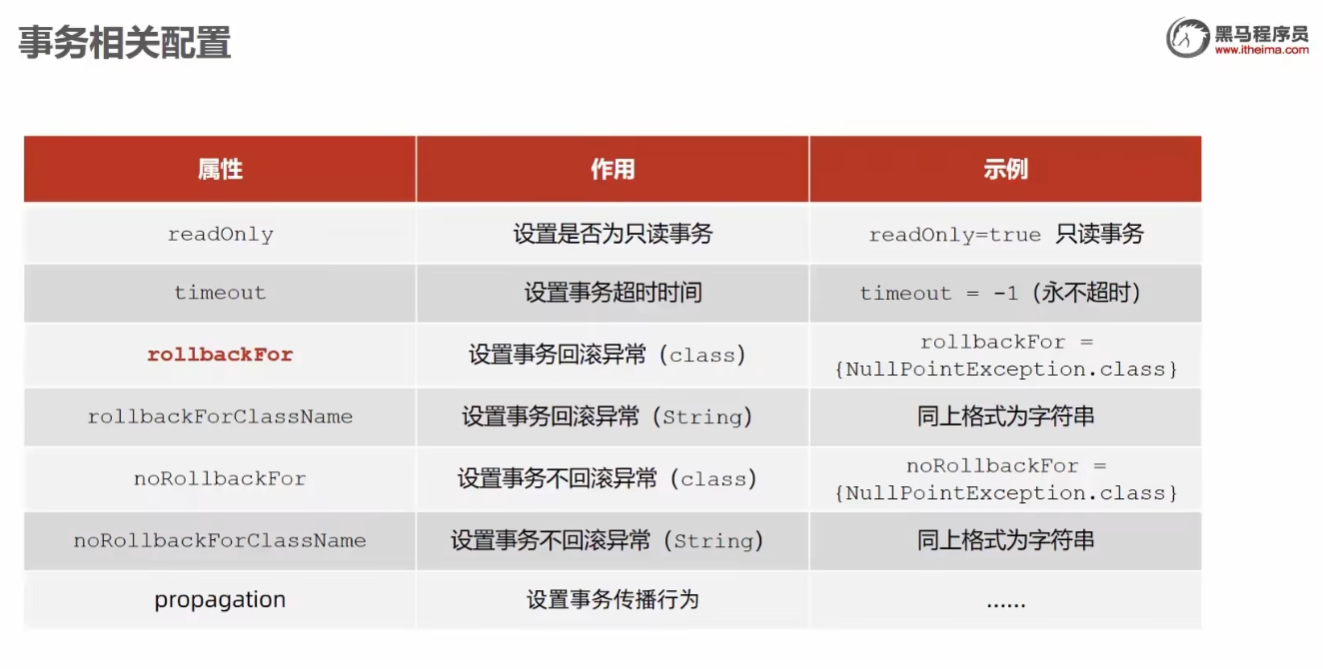 事务相关配置
黑马程序员
www.itheima.com
属性 作用 示例
readOnly 设置是否为只读事务 readOnly=true 只读事务
timeout 设置事务超时时间 timeout = -1（永不超时）
rollbackFor 设置事务回滚异常（class） rollbackFor =
{NullPointException.class}
rollbackForClassName 设置事务回滚异常（String） 同上格式为字符串
noRollbackFor 设置事务不回滚异常（class） noRollbackFor =
{NullPointException.class}
noRollbackForClassName 设置事务不回滚异常（String） 同上格式为字符串
propagation 设置事务传播行为 ……